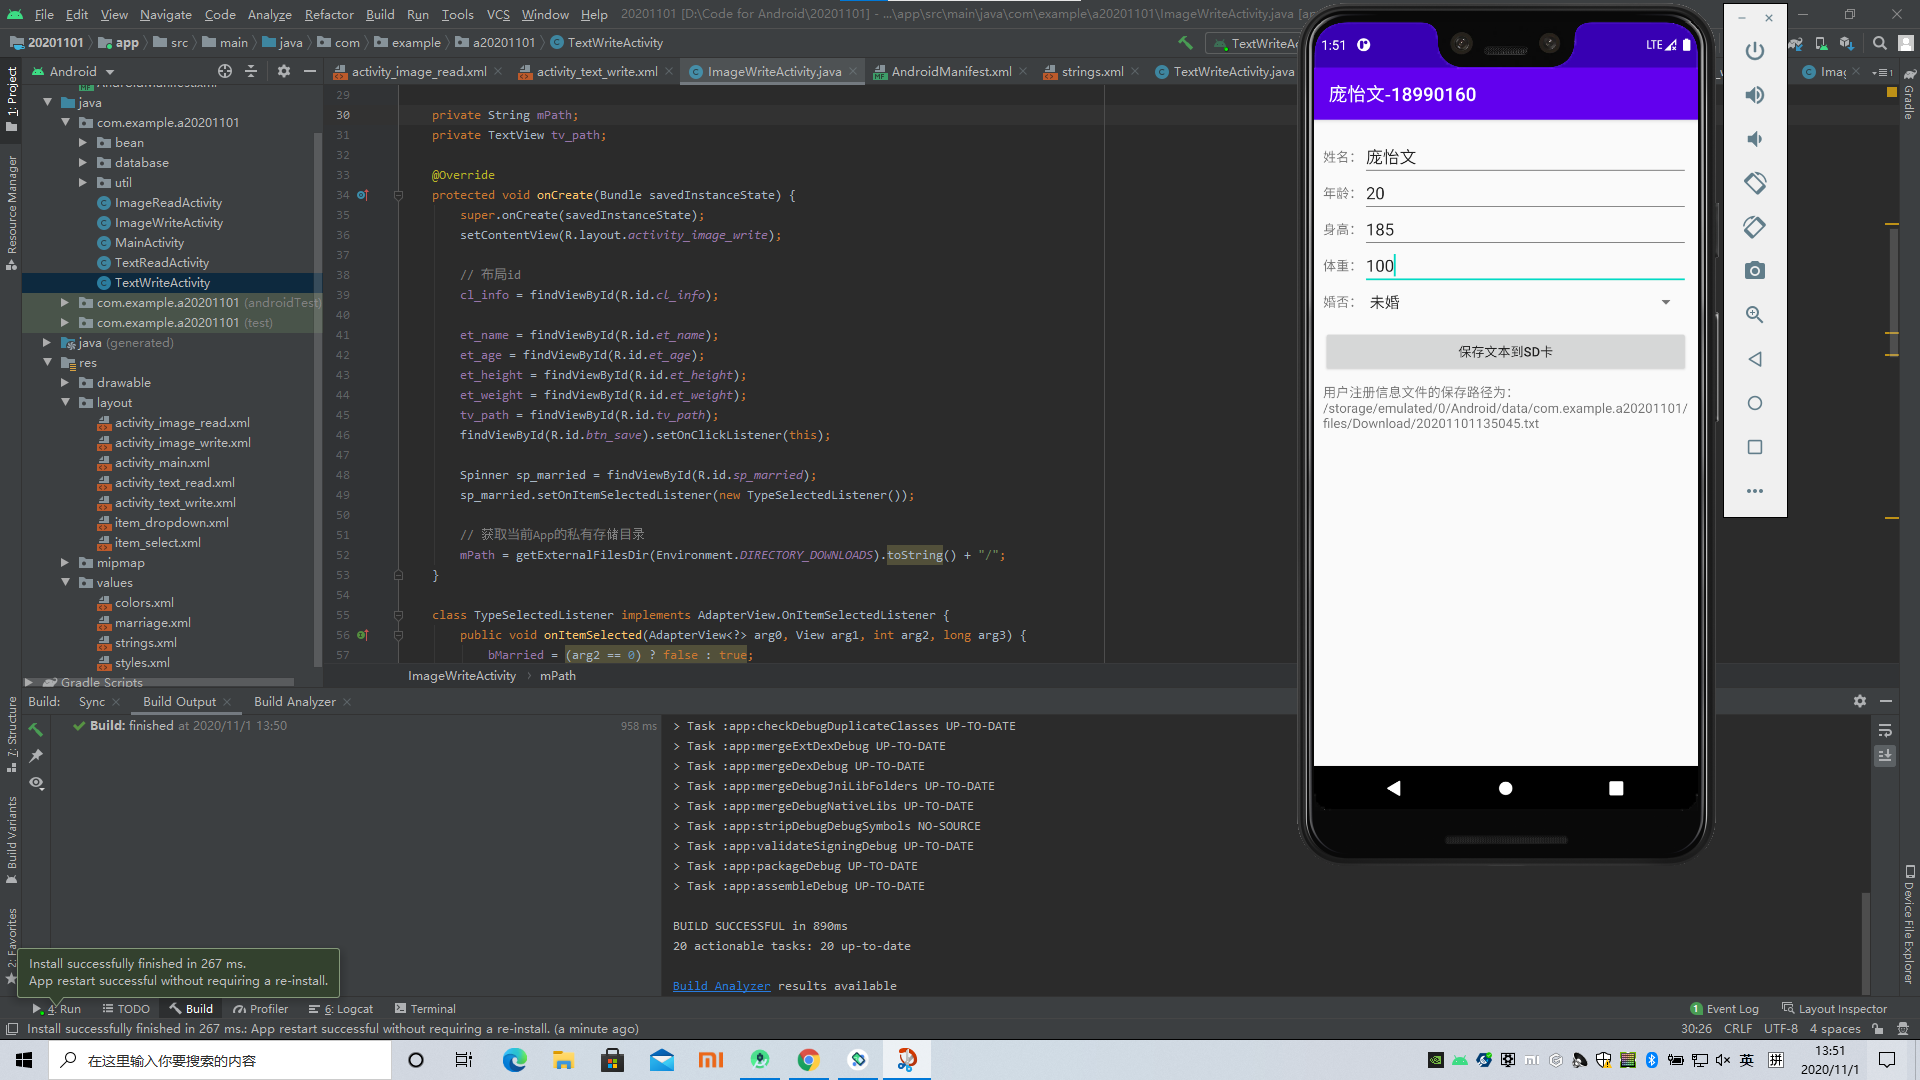 File Edit View Navigate Code Analyze Refactor Build Run Tools VCS Window Help 20201101 [D:\Code for Android\20201101] - ...\app\src\main\java\com\example\a20201101\ImageWriteActivity.java
20201101 app src main java com example a20201101 TextWriteActivity
TextWriteAc
Android
activity_image_read.xml activity_text_write.xml ImageWriteActivity.java AndroidManifest.xml strings.xml TextWriteActivity.java
1: Project
Resource Manager
7: Structure
Build Variants
2: Favorites
Gradle
Device File Explorer
java
com.example.a20201101
bean
database
util
ImageReadActivity
ImageWriteActivity
MainActivity
TextReadActivity
TextWriteActivity
com.example.a20201101 (androidTest)
com.example.a20201101 (test)
java (generated)
res
drawable
layout
activity_image_read.xml
activity_image_write.xml
activity_main.xml
activity_text_read.xml
activity_text_write.xml
item_dropdown.xml
item_select.xml
mipmap
values
colors.xml
marriage.xml
strings.xml
styles.xml
Gradle Scripts
29
30 private String mPath;
31 private TextView tv_path;
32
33 @Override
34 protected void onCreate(Bundle savedInstanceState) {
35 super.onCreate(savedInstanceState);
36 setContentView(R.layout.activity_image_write);
37
38 // 布局id
39 cl_info = findViewById(R.id.cl_info);
40
41 et_name = findViewById(R.id.et_name);
42 et_age = findViewById(R.id.et_age);
43 et_height = findViewById(R.id.et_height);
44 et_weight = findViewById(R.id.et_weight);
45 tv_path = findViewById(R.id.tv_path);
46 findViewById(R.id.btn_save).setOnClickListener(this);
47
48 Spinner sp_married = findViewById(R.id.sp_married);
49 sp_married.setOnItemSelectedListener(new TypeSelectedListener());
50
51 // 获取当前App的私有存储目录
52 mPath = getExternalFilesDir(Environment.DIRECTORY_DOWNLOADS).toString() + "/";
53 }
54
55 class TypeSelectedListener implements AdapterView.OnItemSelectedListener {
56 public void onItemSelected(AdapterView<?> arg0, View arg1, int arg2, long arg3) {
57 bMarried = (arg2 == 0) ? false : true;
ImageWriteActivity mPath
1:51 LTE
庞怡文-18990160
姓名： 庞怡文
年龄： 20
身高： 185
体重： 100
婚否： 未婚
保存文本到SD卡
用户注册信息文件的保存路径为：
/storage/emulated/0/Android/data/com.example.a20201101/
files/Download/20201101135045.txt
Build: Sync Build Output Build Analyzer
Build: finished at 2020/11/1 13:50 958 ms
> Task :app:checkDebugDuplicateClasses UP-TO-DATE
> Task :app:mergeExtDexDebug UP-TO-DATE
> Task :app:mergeDexDebug UP-TO-DATE
> Task :app:mergeDebugJniLibFolders UP-TO-DATE
> Task :app:mergeDebugNativeLibs UP-TO-DATE
> Task :app:stripDebugDebugSymbols NO-SOURCE
> Task :app:validateSigningDebug UP-TO-DATE
> Task :app:packageDebug UP-TO-DATE
> Task :app:assembleDebug UP-TO-DATE
BUILD SUCCESSFUL in 890ms
20 actionable tasks: 20 up-to-date
Build Analyzer results available
Install successfully finished in 267 ms.
App restart successful without requiring a re-install.
4: Run TODO Build Profiler 6: Logcat Terminal 1 Event Log Layout Inspector
Install successfully finished in 267 ms.: App restart successful without requiring a re-install. (a minute ago) 30:26 CRLF UTF-8 4 spaces
在这里输入你要搜索的内容
英 拼 13:51
2020/11/1